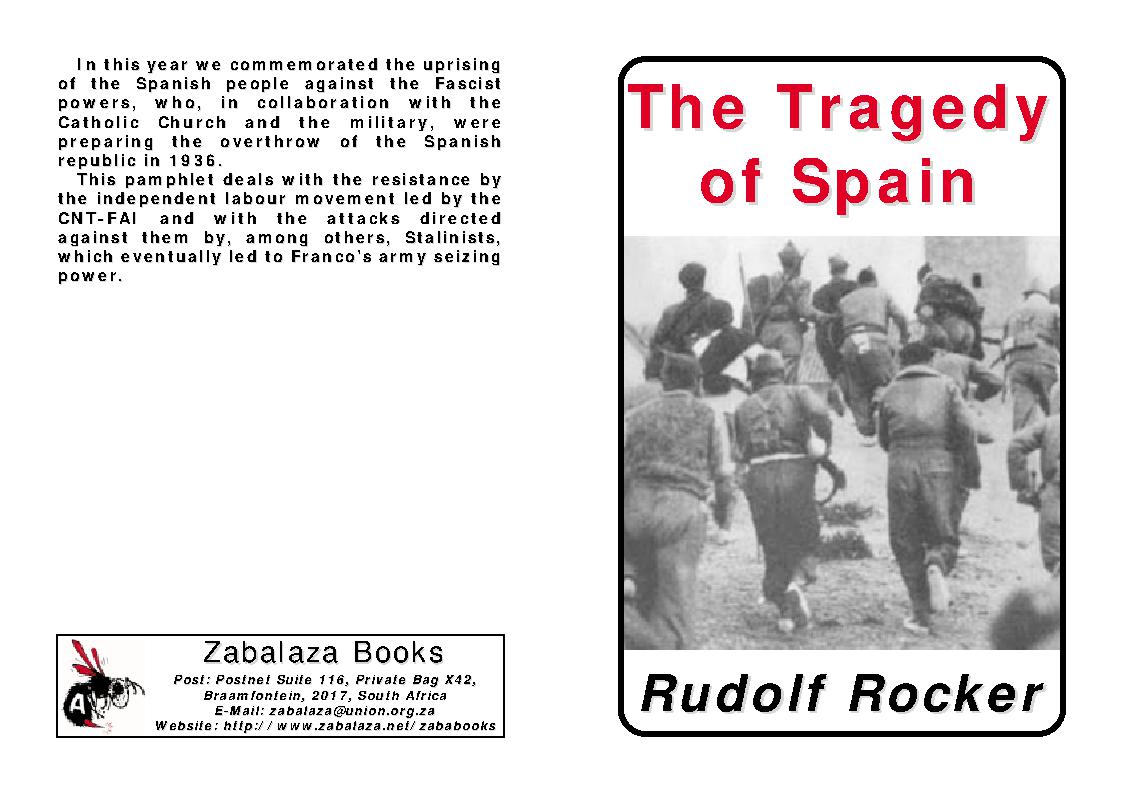 In this year we commemorated the uprising
of the Spanish people against the Fascist
powers, who, in collaboration with the
Catholic Church and the military, were
preparing the overthrow of the Spanish
republic in 1936.
This pamphlet deals with the resistance by
the independent labour movement led by the
CNT-FAI and with the attacks directed
against them by, among others, Stalinists,
which eventually led to Franco's army seizing
power.
Zabalaza Books
Post: Postnet Suite 116, Private Bag X42,
Braamfontein, 2017, South Africa
E-Mail: zabalaza@union.org.za
Website: http://www.zabalaza.net/zababooks
A
The Tragedy
of Spain
Rudolf Rocker